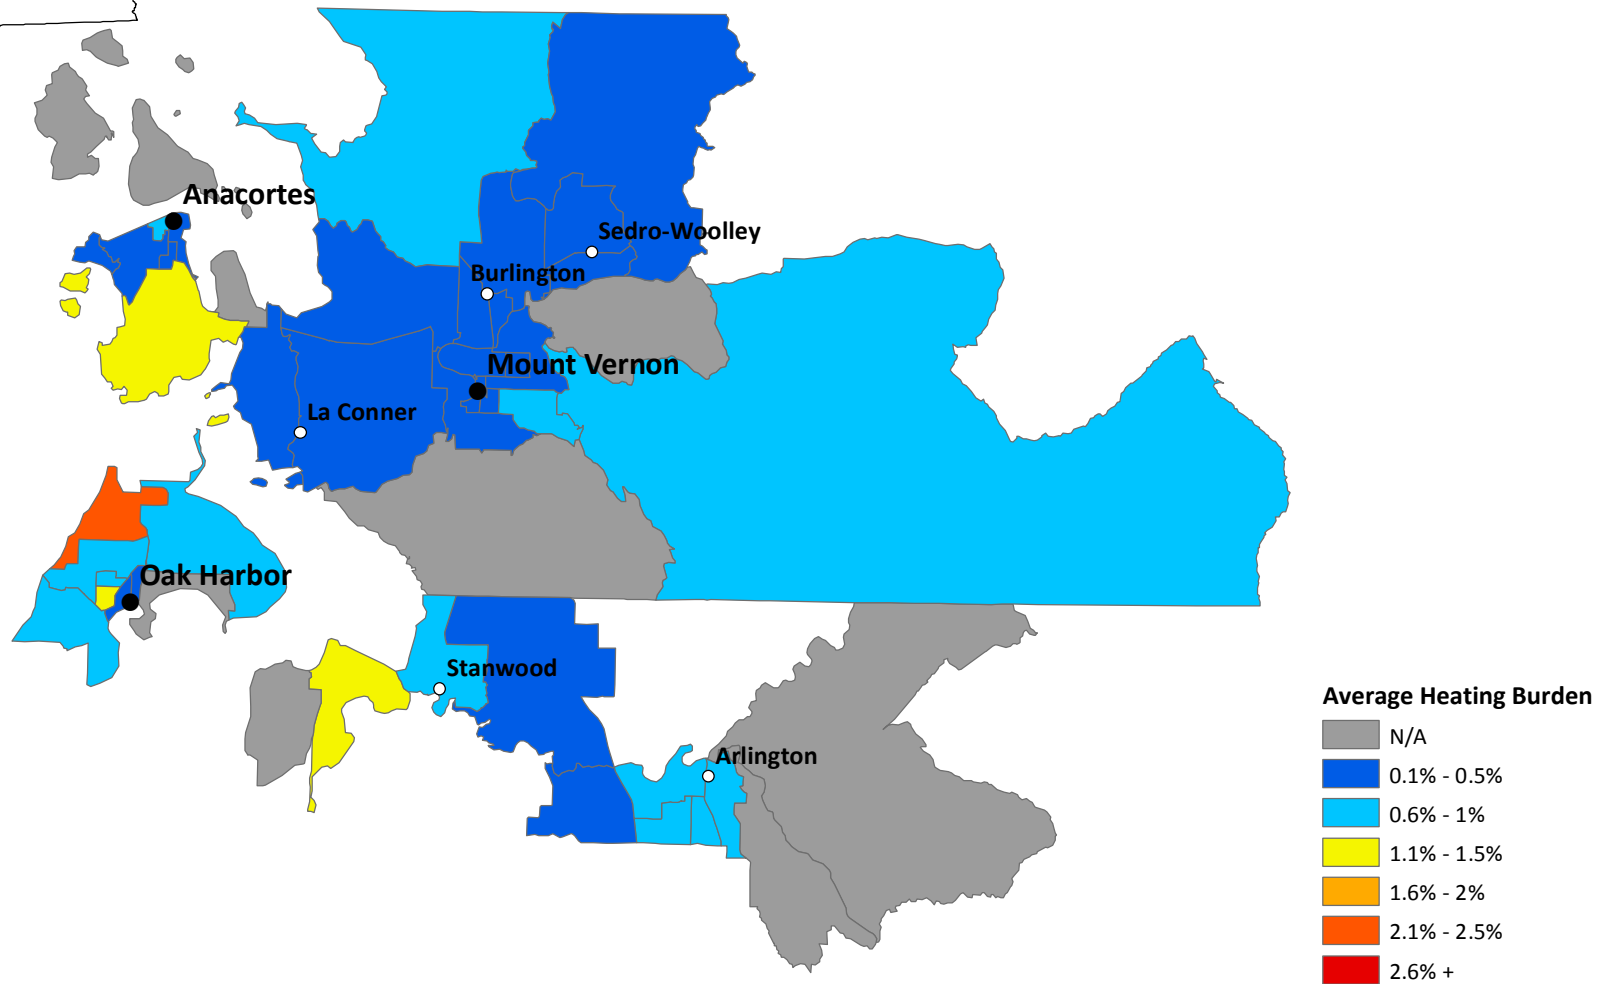 Anacortes
Sedro-Woolley
Burlington
Mount Vernon
La Conner
Oak Harbor
Stanwood
Arlington
Average Heating Burden
N/A
0.1% - 0.5%
0.6% - 1%
1.1% - 1.5%
1.6% - 2%
2.1% - 2.5%
2.6% +